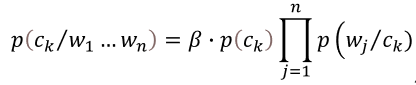 p(c_k/w_1 … w_n) = β · p(c_k) ∏_{j=1}^{n} p(w_j/c_k).